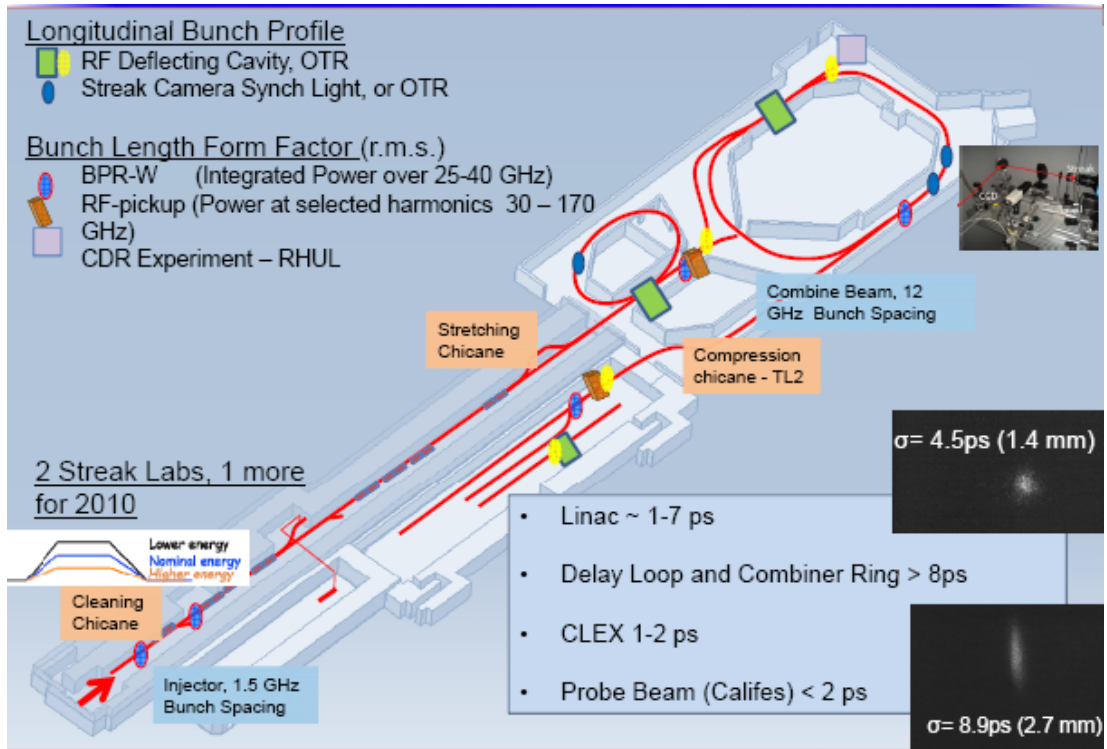 Longitudinal Bunch Profile
RF Deflecting Cavity, OTR
Streak Camera Synch Light, or OTR
Bunch Length Form Factor (r.m.s.)
BPR-W (Integrated Power over 25-40 GHz)
RF-pickup (Power at selected harmonics 30 – 170
GHz)
CDR Experiment – RHUL
Streak
CCD
Combine Beam, 12
GHz Bunch Spacing
Stretching
Chicane
Compression
chicane - TL2
σ= 4.5ps (1.4 mm)
2 Streak Labs, 1 more
for 2010
Lower energy
Nominal energy
Higher energy
Cleaning
Chicane
Injector, 1.5 GHz
Bunch Spacing
• Linac ~ 1-7 ps
• Delay Loop and Combiner Ring > 8ps
• CLEX 1-2 ps
• Probe Beam (Califes) < 2 ps
σ= 8.9ps (2.7 mm)